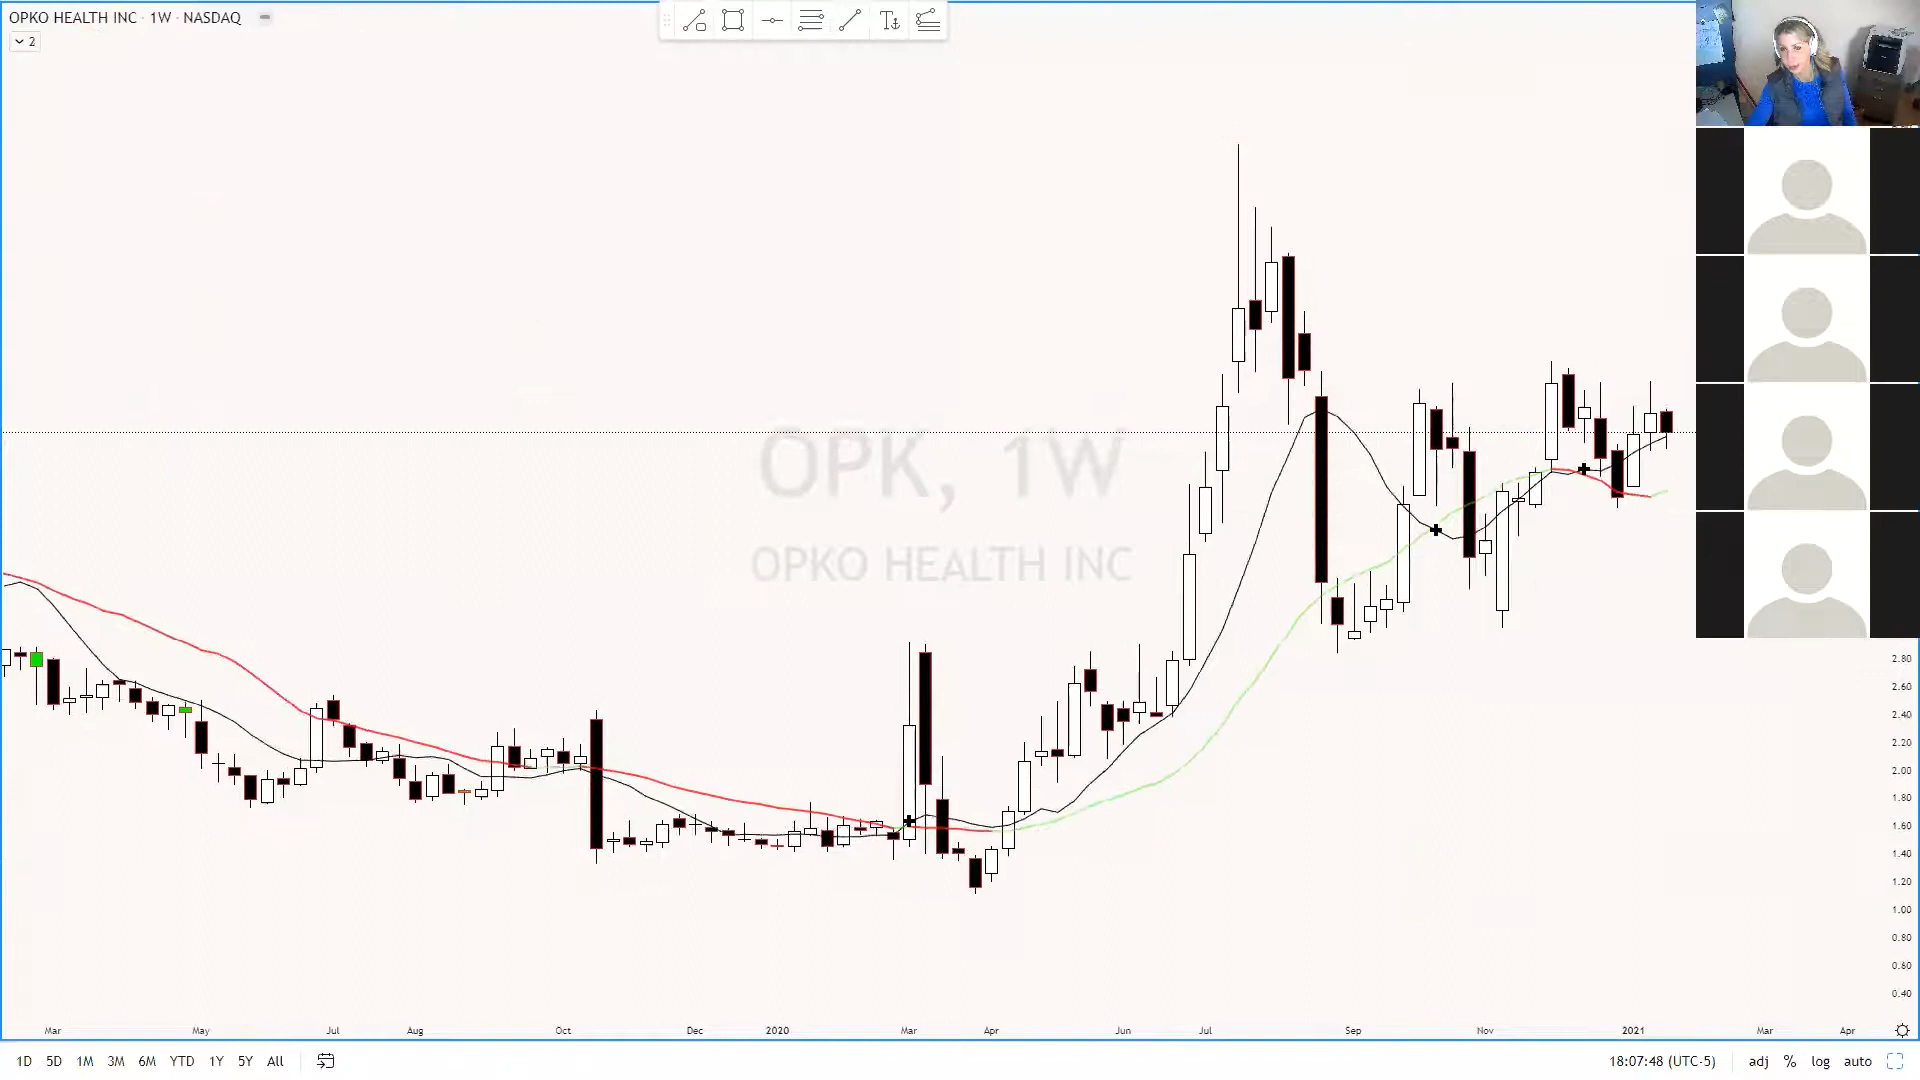 OPKO HEALTH INC · 1W · NASDAQ
2
OPK, 1W
OPKO HEALTH INC
2.80
2.60
2.40
2.20
2.00
1.80
1.60
1.40
1.20
1.00
0.80
0.60
0.40
Mar May Jul Aug Oct Dec 2020 Mar Apr Jun Jul Sep Nov 2021 Mar Apr
1D 5D 1M 3M 6M YTD 1Y 5Y All 18:07:48 (UTC-5) adj % log auto